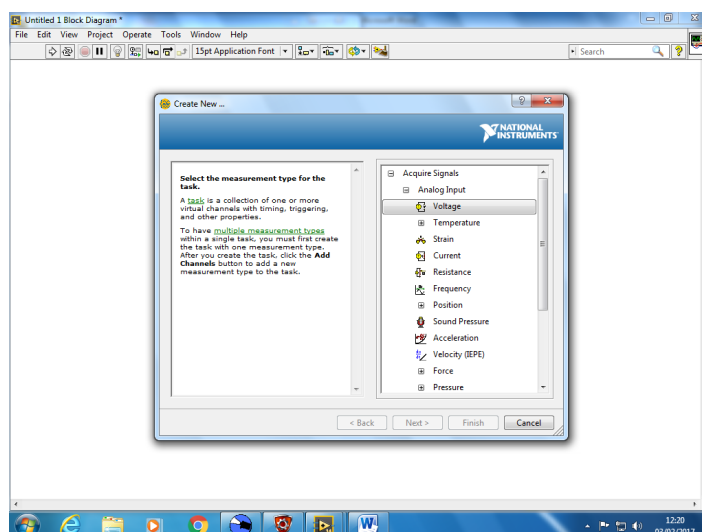 Untitled 1 Block Diagram *
File Edit View Project Operate Tools Window Help
15pt Application Font
Search
Create New ...
NATIONAL
INSTRUMENTS
Select the measurement type for the
task.
A task is a collection of one or more
virtual channels with timing, triggering,
and other properties.
To have multiple measurement types
within a single task, you must first create
the task with one measurement type.
After you create the task, click the Add
Channels button to add a new
measurement type to the task.
Acquire Signals
Analog Input
Voltage
Temperature
Strain
Current
Resistance
Frequency
Position
Sound Pressure
Acceleration
Velocity (IEPE)
Force
Pressure
< Back Next > Finish Cancel
12:20
03/02/2017